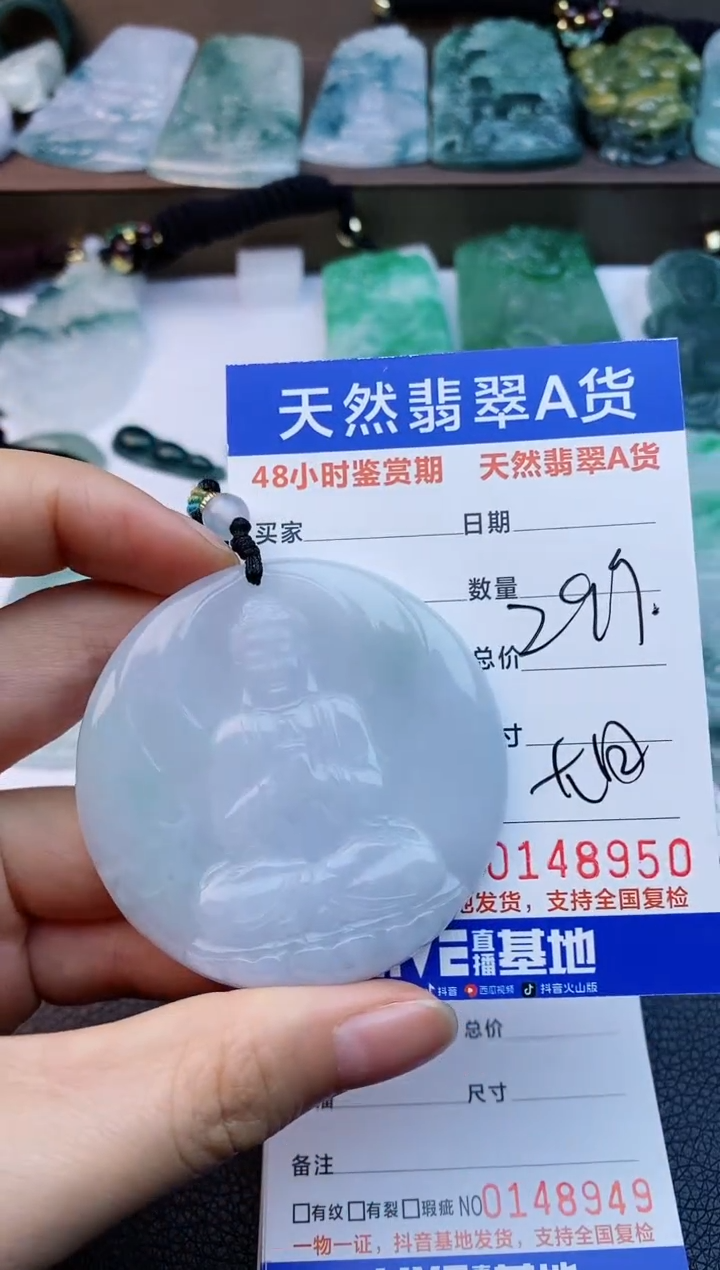 天然翡翠A货
48小时鉴赏期 天然翡翠A货
买家 日期
数量
总价
寸
0148950
发货，支持全国复检
直播基地
抖音 西瓜视频 抖音火山版
总价
尺寸
备注
有纹 有裂 瑕疵 NO0148949
一物一证，抖音基地发货，支持全国复检